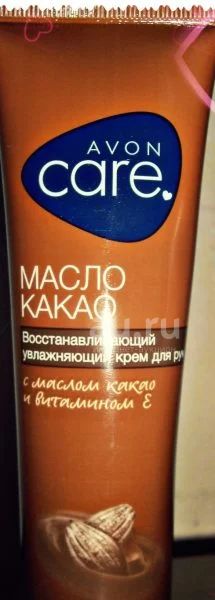 AVON
care
МАСЛО
КАКАО
Восстанавливающий
увлажняющий крем для рук
с маслом какао
и витамином Е